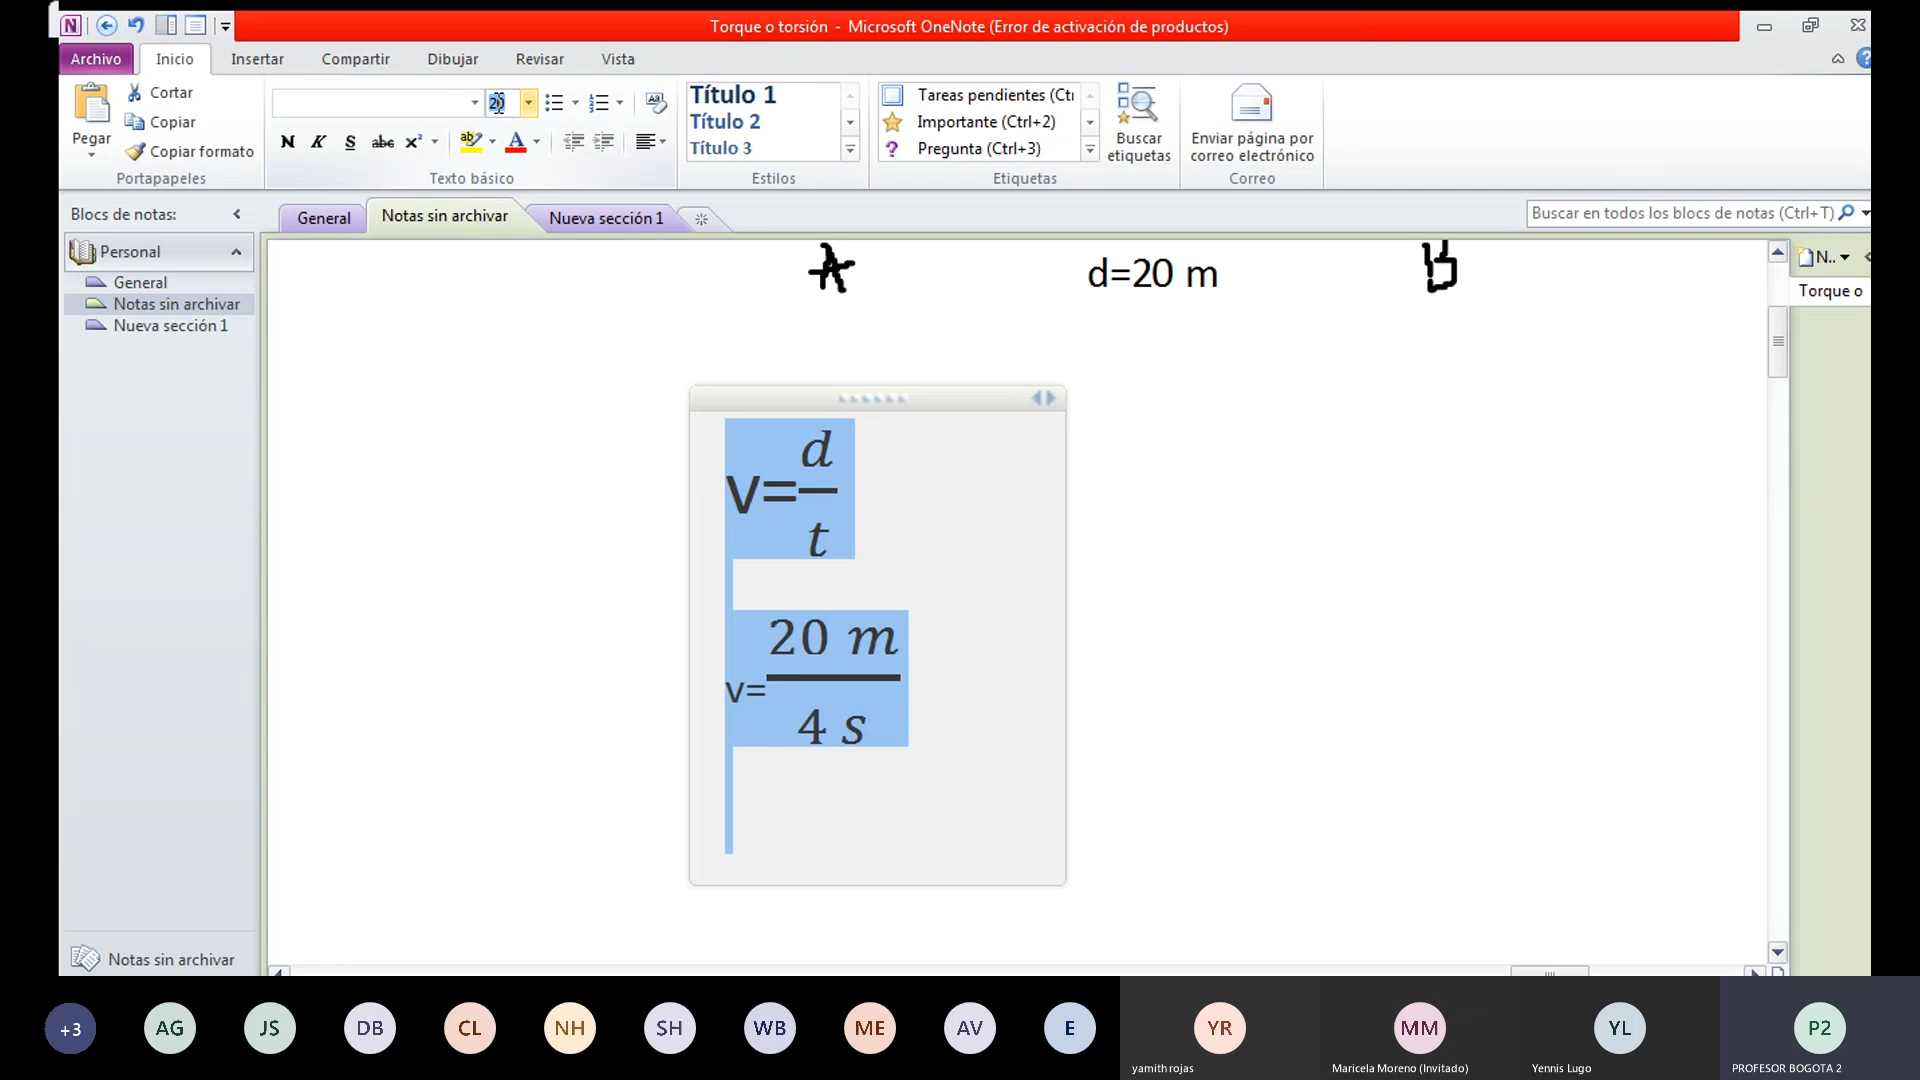 Torque o torsión - Microsoft OneNote (Error de activación de productos)
Archivo Inicio Insertar Compartir Dibujar Revisar Vista
Pegar
Cortar
Copiar
Copiar formato
Portapapeles
20
N K S abc x²
Texto básico
Título 1
Título 2
Título 3
Estilos
Tareas pendientes (Ctr
Importante (Ctrl+2)
Pregunta (Ctrl+3)
Etiquetas
Buscar
etiquetas
Enviar página por
correo electrónico
Correo
Blocs de notas:
General Notas sin archivar Nueva sección 1
Buscar en todos los blocs de notas (Ctrl+T)
Personal
General
Notas sin archivar
Nueva sección 1
N..
Torque o
A d=20 m B
v=d/t
v=20 m/4 s
Notas sin archivar
+3 AG JS DB CL NH SH WB ME AV E YR MM YL P2
yamith rojas Maricela Moreno (Invitado) Yennis Lugo PROFESOR BOGOTA 2